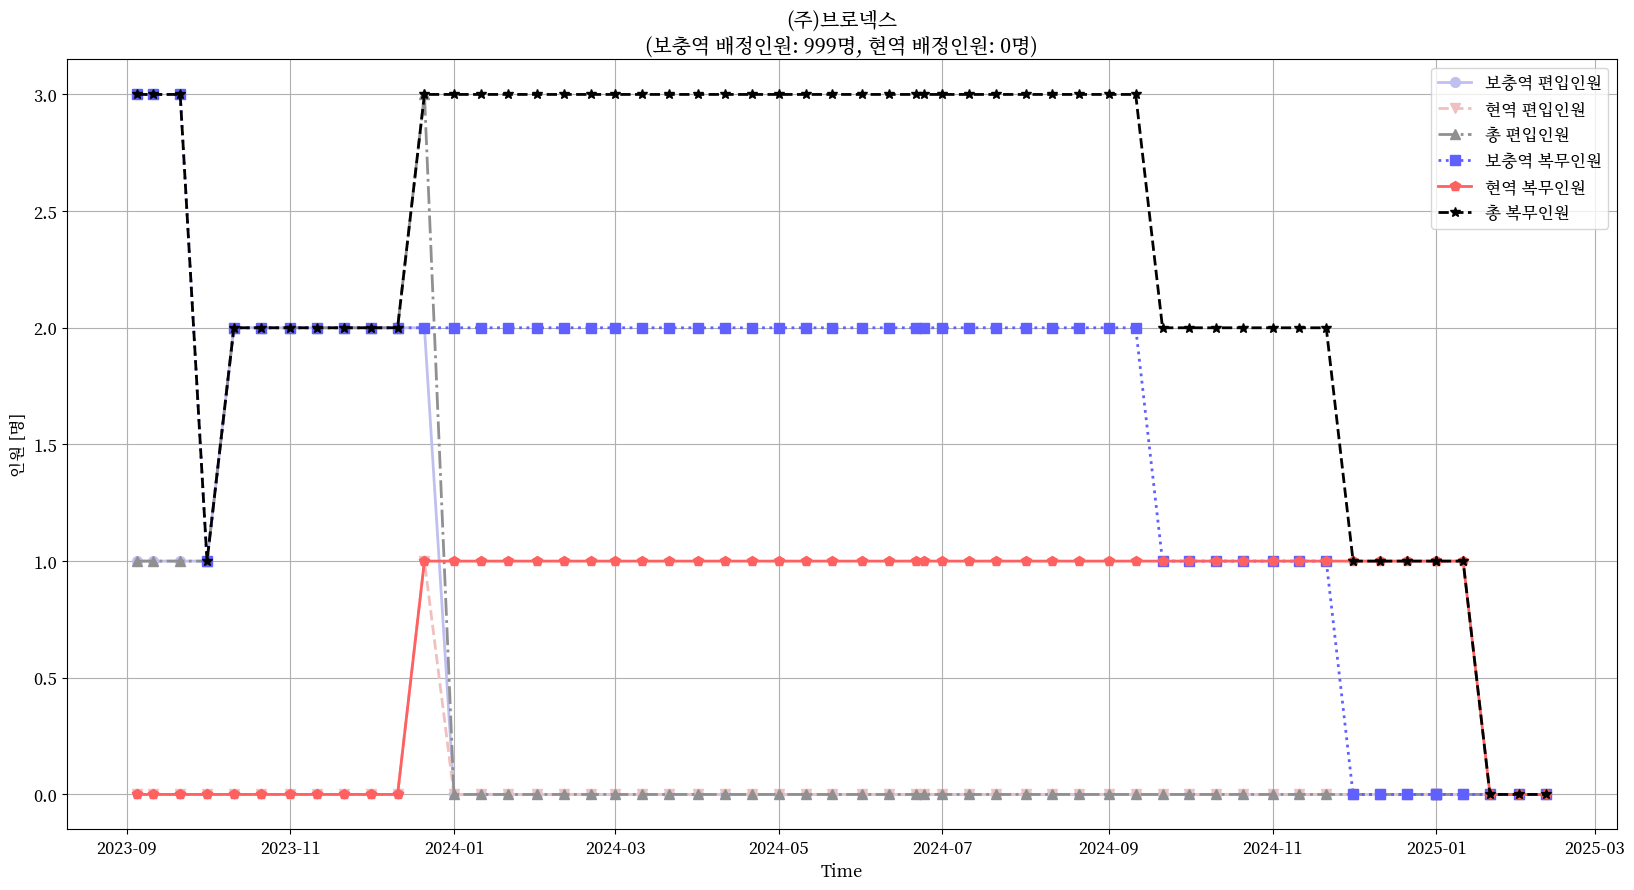 (주)브로넥스
(보충역 배정인원: 999명, 현역 배정인원: 0명)
인원 [명]
3.0
2.5
2.0
1.5
1.0
0.5
0.0
보충역 편입인원
현역 편입인원
총 편입인원
보충역 복무인원
현역 복무인원
총 복무인원
2023-09
2023-11
2024-01
2024-03
2024-05
2024-07
2024-09
2024-11
2025-01
2025-03
Time